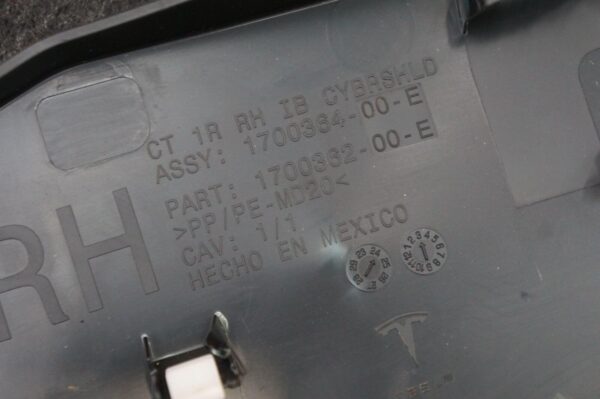 CT 1R RH IB CYBRSHLD
ASSY: 1700364-00-E
PART: 1700362-00-E
>PP/PE-MD20<
CAV: 1/1
HECHO EN MEXICO
RH